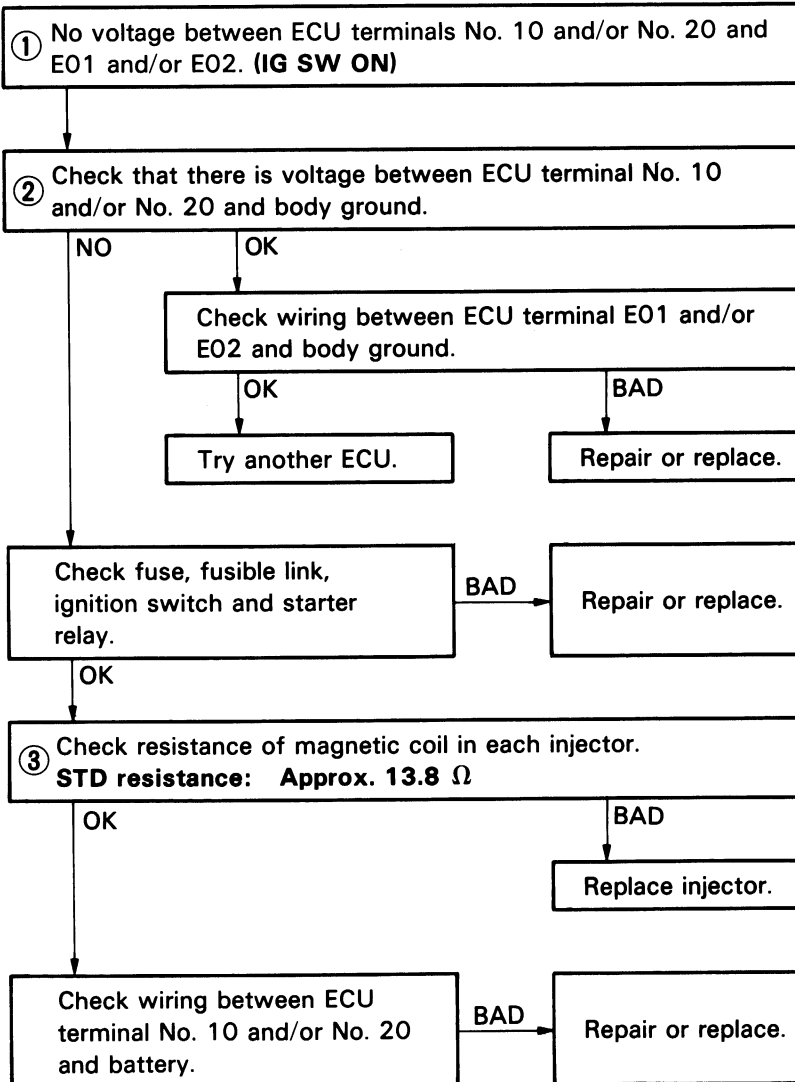 ① No voltage between ECU terminals No. 10 and/or No. 20 and
E01 and/or E02. (IG SW ON)
② Check that there is voltage between ECU terminal No. 10
and/or No. 20 and body ground.
NO
OK
Check wiring between ECU terminal E01 and/or
E02 and body ground.
OK
BAD
Try another ECU.
Repair or replace.
Check fuse, fusible link,
ignition switch and starter
relay.
BAD
Repair or replace.
OK
③ Check resistance of magnetic coil in each injector.
STD resistance: Approx. 13.8 Ω
OK
BAD
Replace injector.
Check wiring between ECU
terminal No. 10 and/or No. 20
and battery.
BAD
Repair or replace.